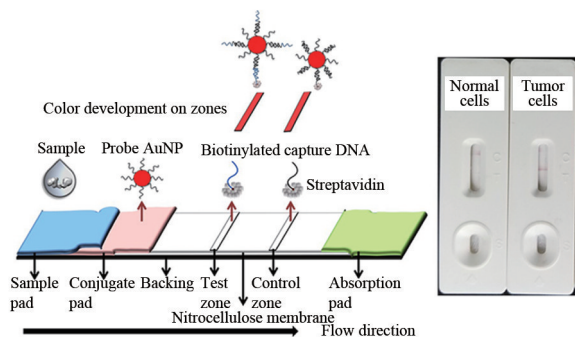 Color development on zones
Sample
Probe AuNP
Biotinylated capture DNA
Streptavidin
Sample
pad
Conjugate
pad
Backing
Test
zone
Control
zone
Absorption
pad
Nitrocellulose membrane
Flow direction
Normal
cells
Tumor
cells